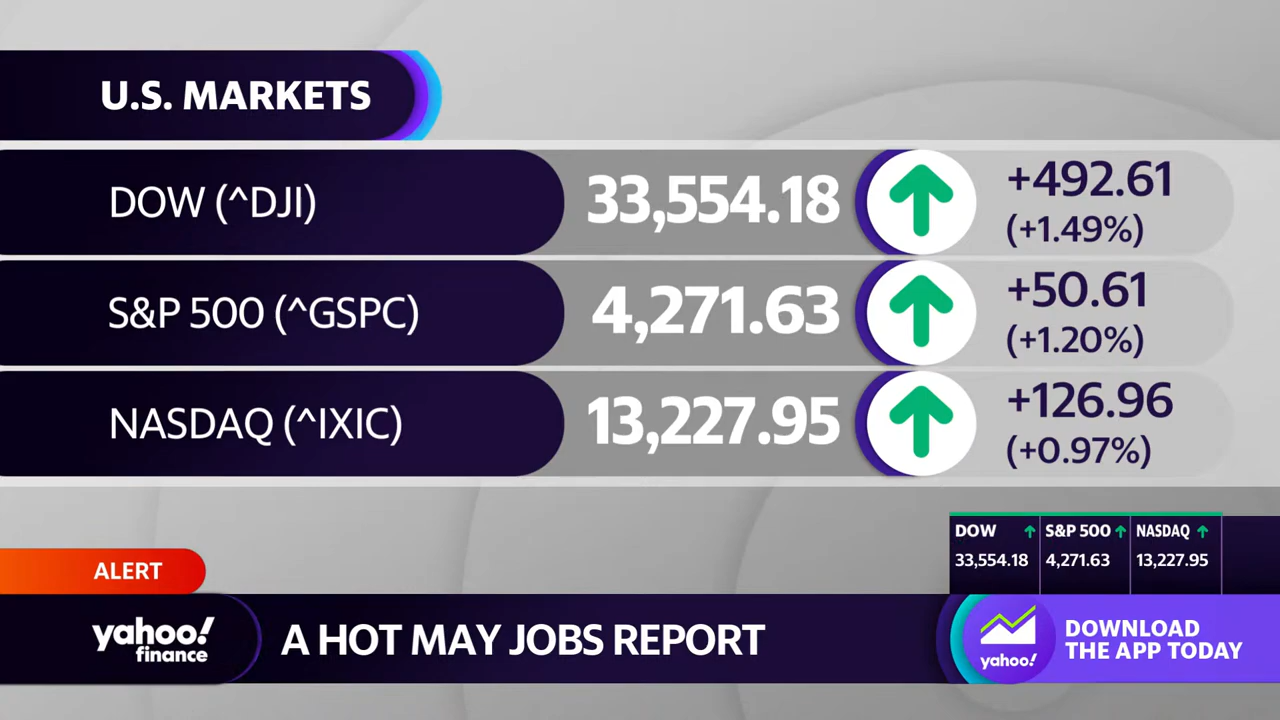 U.S. MARKETS
DOW (^DJI) 33,554.18 +492.61
(+1.49%)
S&P 500 (^GSPC) 4,271.63 +50.61
(+1.20%)
NASDAQ (^IXIC) 13,227.95 +126.96
(+0.97%)
DOW S&P 500 NASDAQ
33,554.18 4,271.63 13,227.95
ALERT
yahoo!
finance
A HOT MAY JOBS REPORT
yahoo!
DOWNLOAD
THE APP TODAY